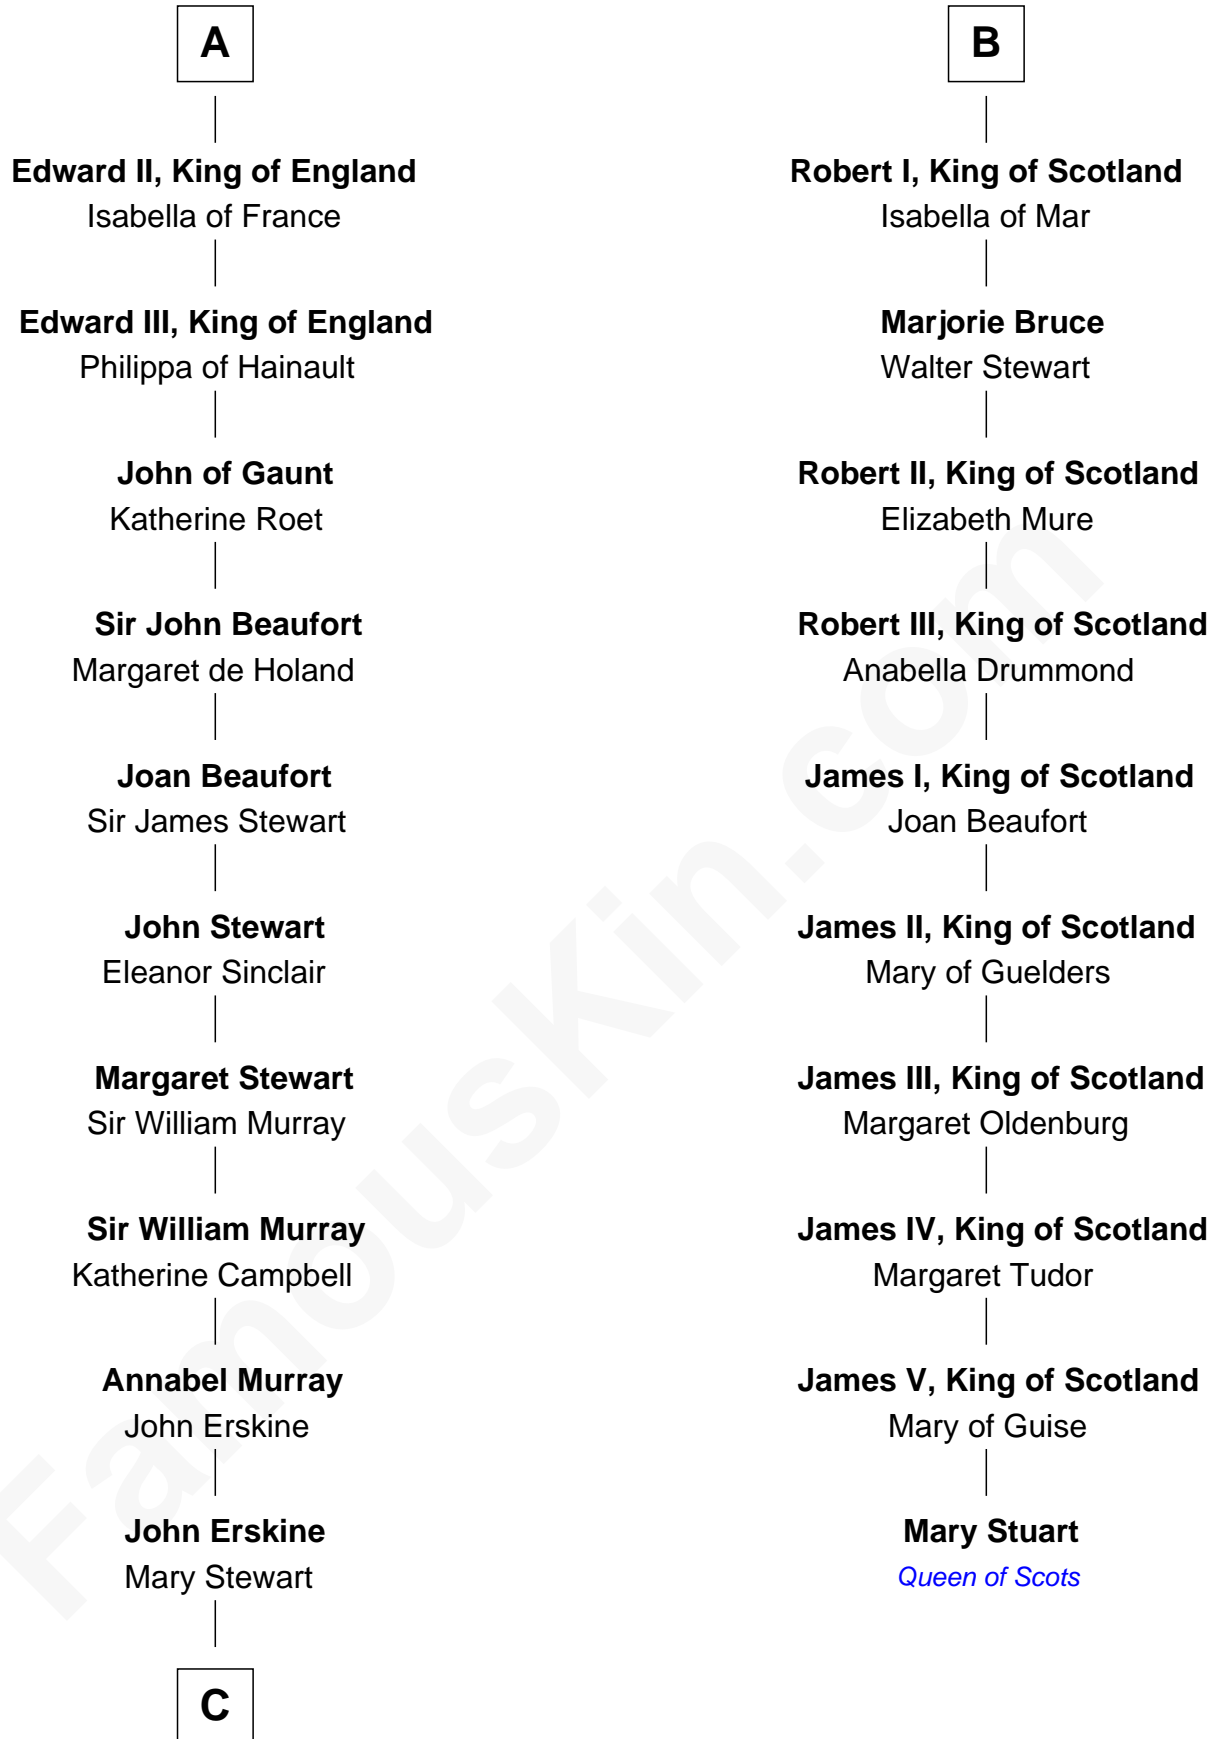 A
Edward II, King of England
Isabella of France
Edward III, King of England
Philippa of Hainault
John of Gaunt
Katherine Roet
Sir John Beaufort
Margaret de Holand
Joan Beaufort
Sir James Stewart
John Stewart
Eleanor Sinclair
Margaret Stewart
Sir William Murray
Sir William Murray
Katherine Campbell
Annabel Murray
John Erskine
John Erskine
Mary Stewart
C
B
Robert I, King of Scotland
Isabella of Mar
Marjorie Bruce
Walter Stewart
Robert II, King of Scotland
Elizabeth Mure
Robert III, King of Scotland
Anabella Drummond
James I, King of Scotland
Joan Beaufort
James II, King of Scotland
Mary of Guelders
James III, King of Scotland
Margaret Oldenburg
James IV, King of Scotland
Margaret Tudor
James V, King of Scotland
Mary of Guise
Mary Stuart
Queen of Scots
FamousKin.com